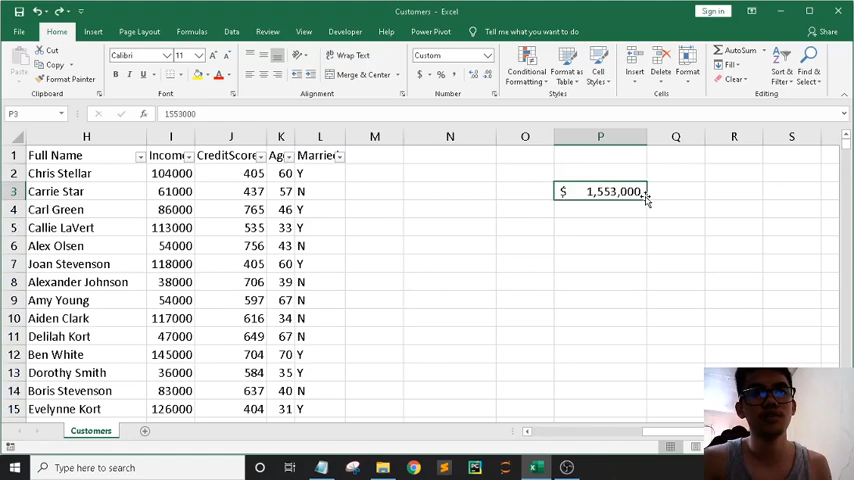 Customers - Excel
Sign in
File Home Insert Draw Page Layout Formulas Data Review View Developer Help Power Pivot Tell me what you want to do Share
Cut
Copy
Format Painter
Paste
Clipboard
Calibri 11
B I U
Font
Wrap Text
Merge & Center
Alignment
Custom
$ % ,
Number
Conditional Formatting
Format as Table
Cell Styles
Styles
Insert Delete Format
Cells
AutoSum
Fill
Clear
Sort & Filter
Find & Select
Editing
P3 fx 1553000
H I J K L M N O P Q R S
1 Full Name Income CreditScore Age Married
2 Chris Stellar 104000 405 60 Y
3 Carrie Star 61000 437 57 N $ 1,553,000
4 Carl Green 86000 765 46 Y
5 Callie LaVert 113000 535 33 Y
6 Alex Olsen 54000 756 43 N
7 Joan Stevenson 118000 405 60 Y
8 Alexander Johnson 38000 706 39 N
9 Amy Young 54000 597 67 N
10 Aiden Clark 117000 616 34 N
11 Delilah Kort 47000 649 67 N
12 Ben White 145000 704 70 Y
13 Dorothy Smith 36000 584 35 Y
14 Boris Stevenson 83000 637 40 N
15 Evelynne Kort 126000 404 31 Y
Customers
Type here to search